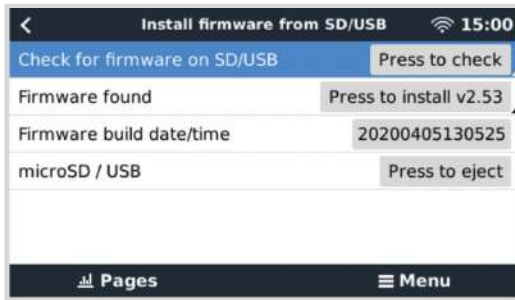 Install firmware from SD/USB 15:00
Check for firmware on SD/USB Press to check
Firmware found Press to install v2.53
Firmware build date/time 20200405130525
microSD / USB Press to eject
Pages Menu